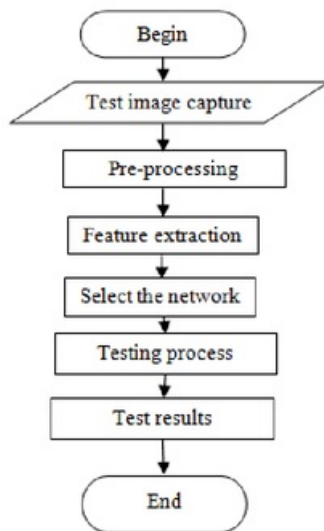 Begin
Test image capture
Pre-processing
Feature extraction
Select the network
Testing process
Test results
End